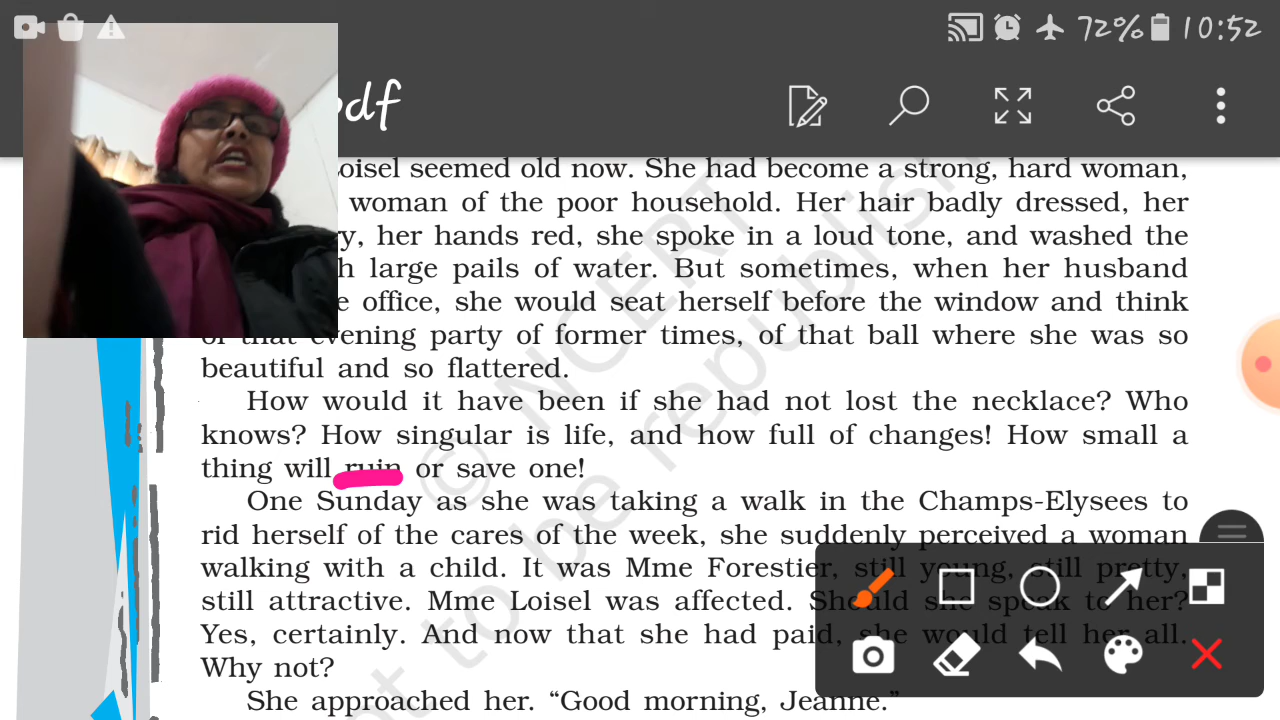 72% 10:52
pdf
Loisel seemed old now. She had become a strong, hard woman,
woman of the poor household. Her hair badly dressed, her
y, her hands red, she spoke in a loud tone, and washed the
h large pails of water. But sometimes, when her husband
e office, she would seat herself before the window and think
of that evening party of former times, of that ball where she was so
beautiful and so flattered.
How would it have been if she had not lost the necklace? Who
knows? How singular is life, and how full of changes! How small a
thing will ruin or save one!
One Sunday as she was taking a walk in the Champs-Elysees to
rid herself of the cares of the week, she suddenly perceived a woman
walking with a child. It was Mme Forestier, still young, still pretty,
still attractive. Mme Loisel was affected. Should she speak to her?
Yes, certainly. And now that she had paid, she would tell her all.
Why not?
She approached her. “Good morning, Jeanne.”
© NCERT
not to be republish